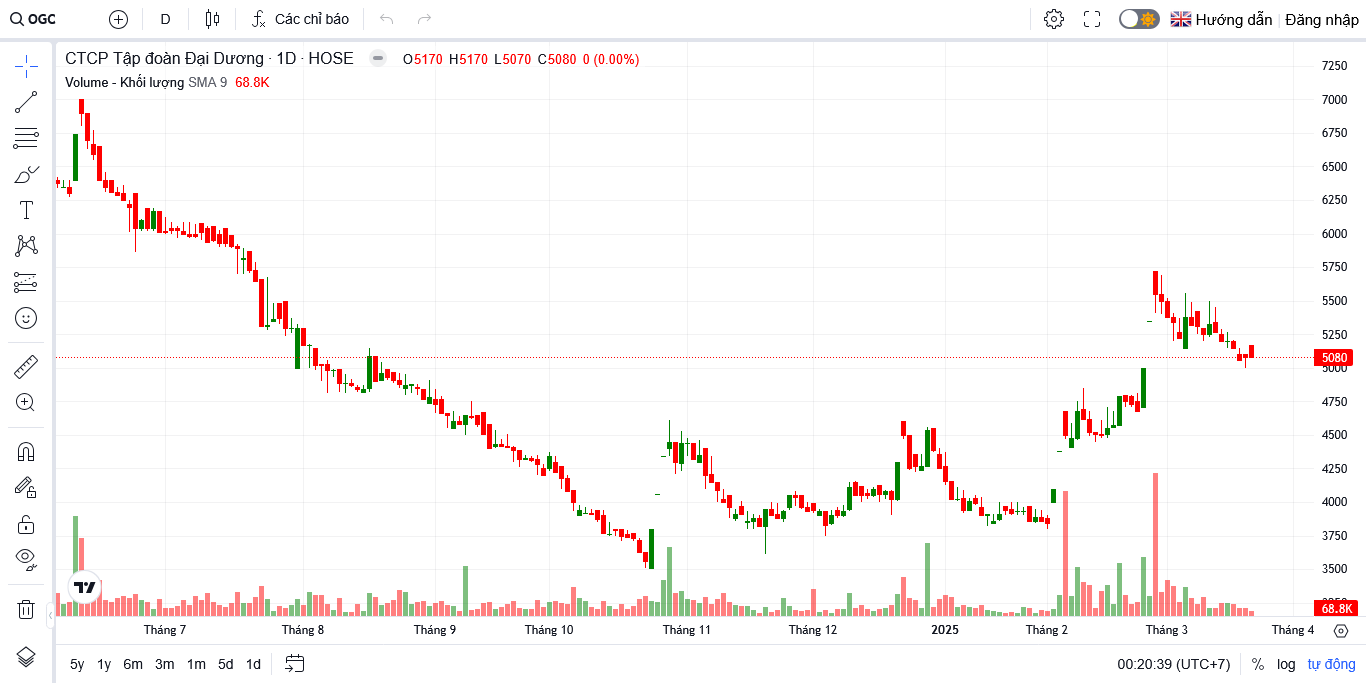 OGC D Các chỉ báo Hướng dẫn Đăng nhập
CTCP Tập đoàn Đại Dương · 1D · HOSE O5170 H5170 L5070 C5080 0 (0.00%)
Volume - Khối lượng SMA 9 68.8K
7250
7000
6750
6500
6250
6000
5750
5500
5250
5080
5000
4750
4500
4250
4000
3750
3500
68.8K
Tháng 7 Tháng 8 Tháng 9 Tháng 10 Tháng 11 Tháng 12 2025 Tháng 2 Tháng 3 Tháng 4
5y 1y 6m 3m 1m 5d 1d 00:20:39 (UTC+7) % log tự động